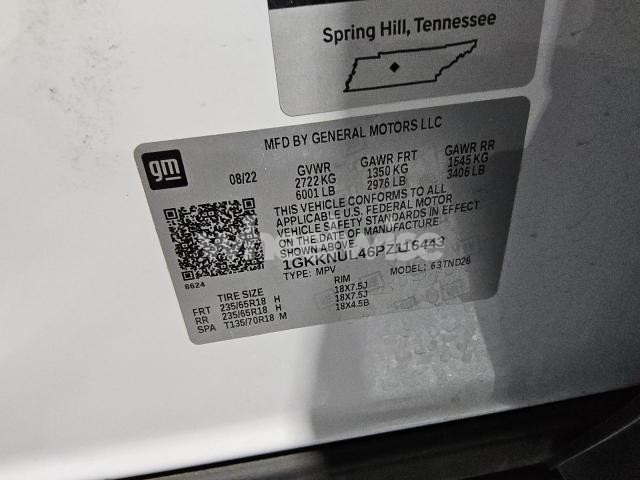 Spring Hill, Tennessee
MFD BY GENERAL MOTORS LLC
gm
08/22
GVWR GAWR FRT GAWR RR
2722 KG 1350 KG 1545 KG
6001 LB 2976 LB 3406 LB
THIS VEHICLE CONFORMS TO ALL
APPLICABLE U.S. FEDERAL MOTOR
VEHICLE SAFETY STANDARDS IN EFFECT
ON THE DATE OF MANUFACTURE
SHOWN ABOVE.
1GKKNUL46PZ116443
TYPE: MPV MODEL: 63TND26
8624
TIRE SIZE RIM
FRT 235/65R18 H 18X7.5J
RR 235/65R18 H 18X7.5J
SPA T135/70R18 M 18X4.5B